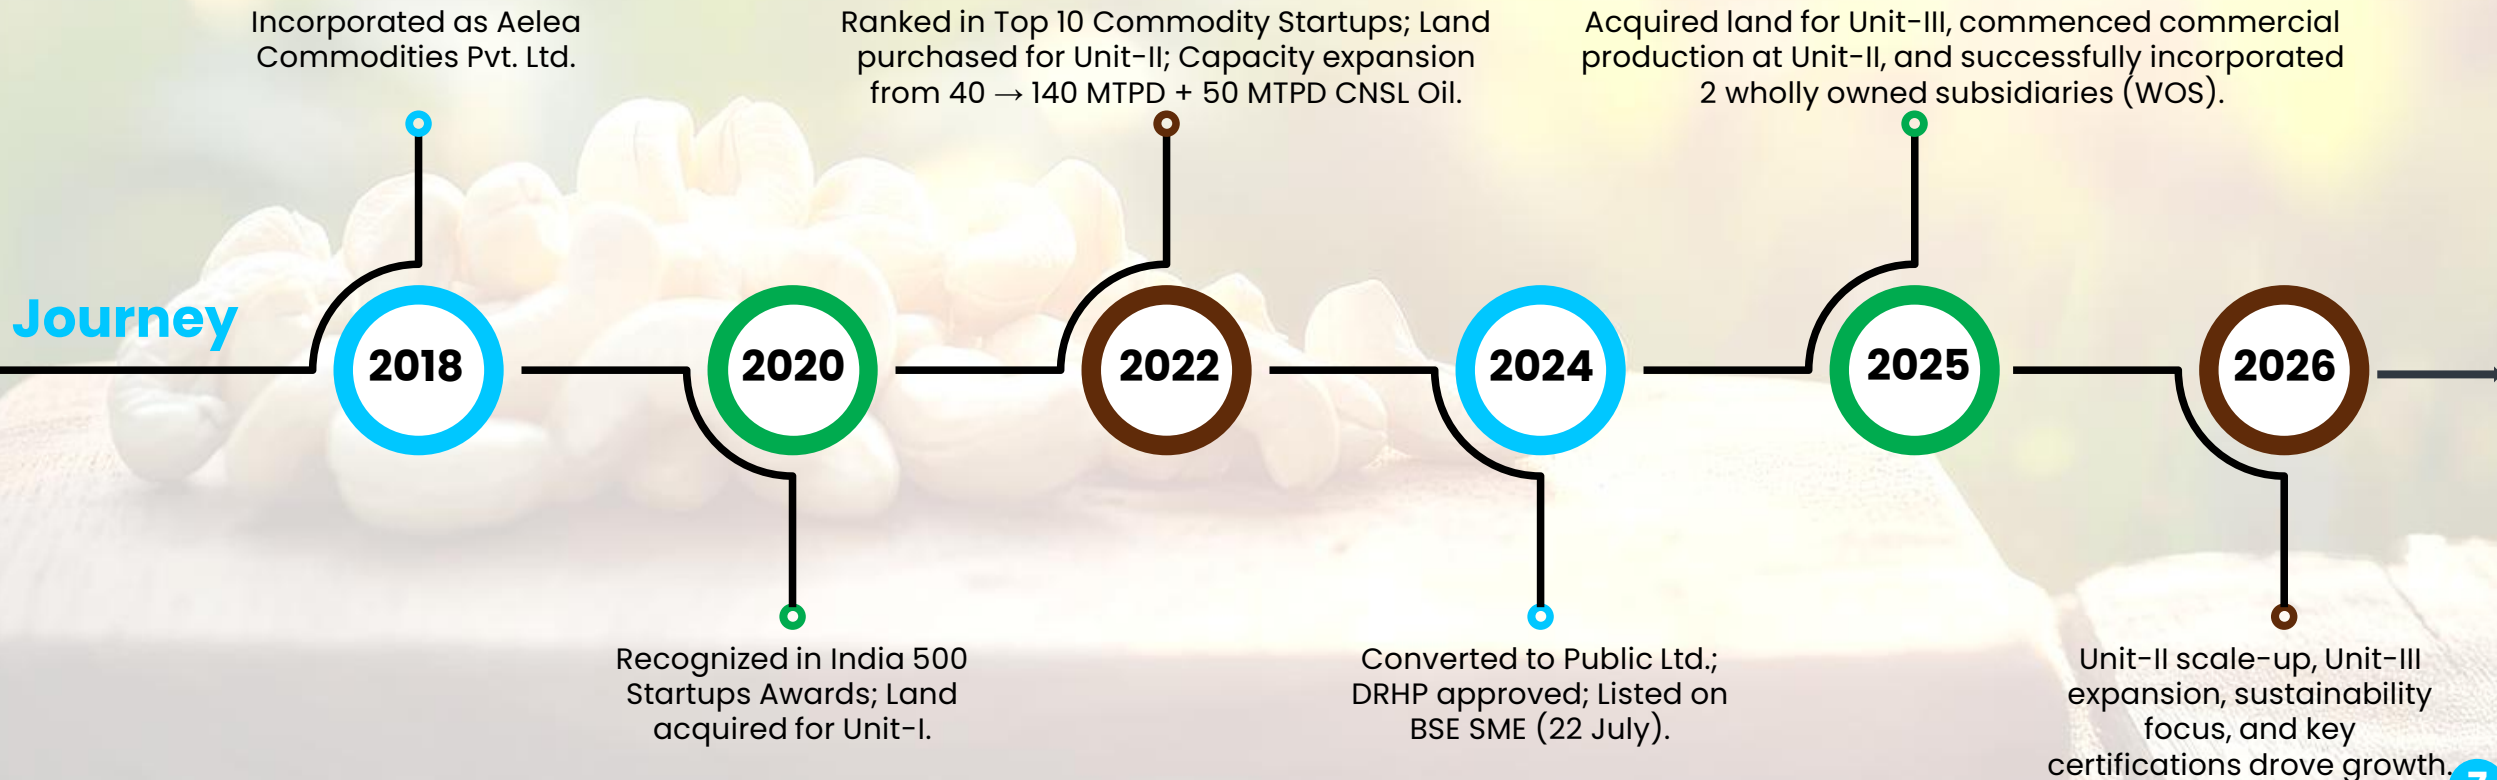 Journey
Incorporated as Aelea
Commodities Pvt. Ltd.
2018
Recognized in India 500
Startups Awards; Land
acquired for Unit-I.
2020
Ranked in Top 10 Commodity Startups; Land
purchased for Unit-II; Capacity expansion
from 40 → 140 MTPD + 50 MTPD CNSL Oil.
2022
Converted to Public Ltd.;
DRHP approved; Listed on
BSE SME (22 July).
2024
Acquired land for Unit-III, commenced commercial
production at Unit-II, and successfully incorporated
2 wholly owned subsidiaries (WOS).
2025
Unit-II scale-up, Unit-III
expansion, sustainability
focus, and key
certifications drove growth.
2026
7